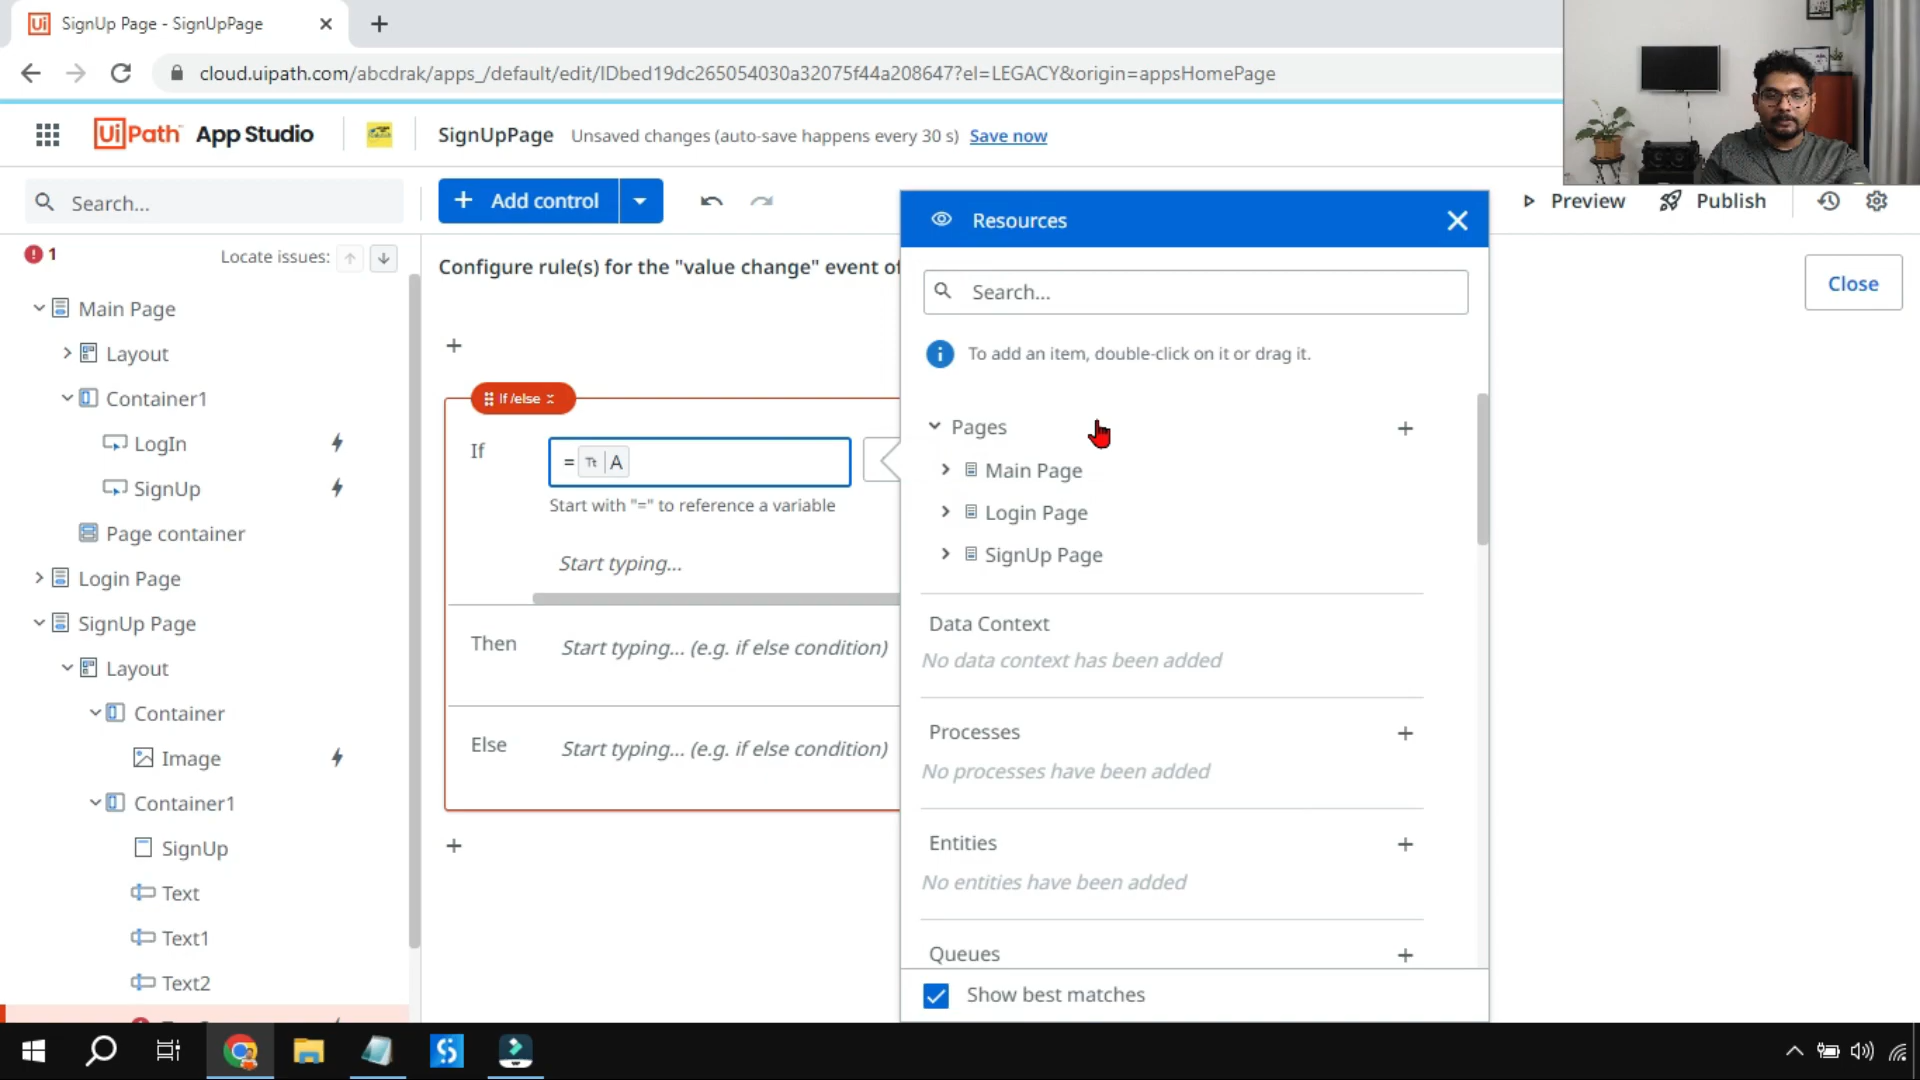 SignUp Page - SignUpPage
cloud.uipath.com/abcdrak/apps_/default/edit/IDbed19dc265054030a32075f44a208647?el=LEGACY&origin=appsHomePage
UiPath App Studio
SignUpPage
Unsaved changes (auto-save happens every 30 s) Save now
Search...
Add control
Preview
Publish
1
Locate issues:
Main Page
Layout
Container1
LogIn
SignUp
Page container
Login Page
SignUp Page
Layout
Container
Image
Container1
SignUp
Text
Text1
Text2
Configure rule(s) for the "value change" event of
Close
If /else
If
= Tt A
Start with "=" to reference a variable
Start typing...
Then
Start typing... (e.g. if else condition)
Else
Start typing... (e.g. if else condition)
Resources
Search...
To add an item, double-click on it or drag it.
Pages
Main Page
Login Page
SignUp Page
Data Context
No data context has been added
Processes
No processes have been added
Entities
No entities have been added
Queues
Show best matches